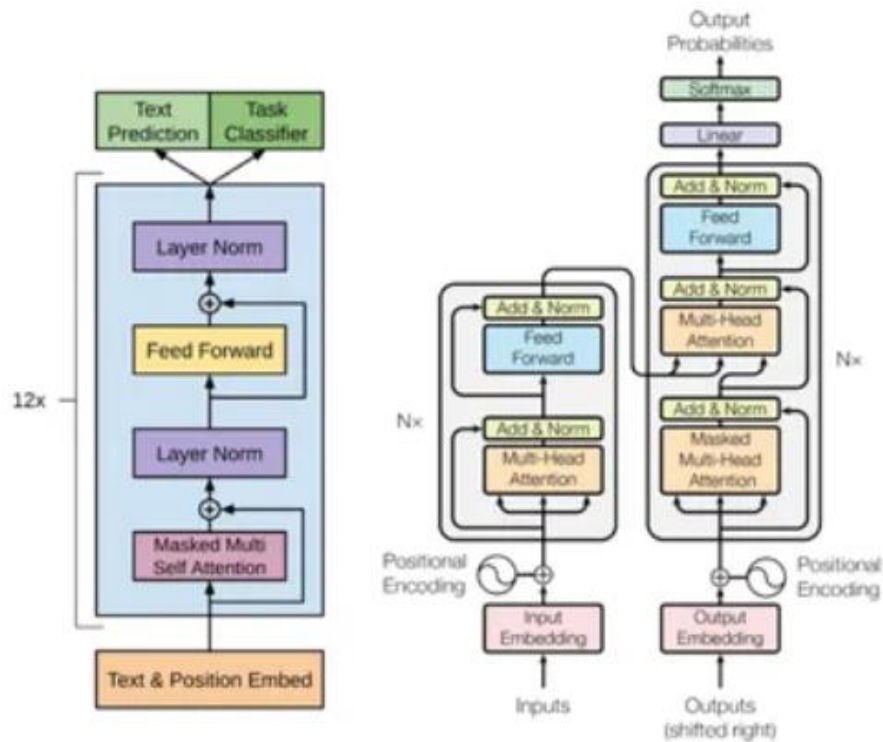 Text
Prediction
Task
Classifier
Layer Norm
Feed Forward
12x
Layer Norm
Masked Multi
Self Attention
Text & Position Embed
Output
Probabilities
Softmax
Linear
Add & Norm
Feed
Forward
Add & Norm
Multi-Head
Attention
Nx
Add & Norm
Masked
Multi-Head
Attention
Positional
Encoding
Output
Embedding
Outputs
(shifted right)
Add & Norm
Feed
Forward
Nx
Add & Norm
Multi-Head
Attention
Positional
Encoding
Input
Embedding
Inputs